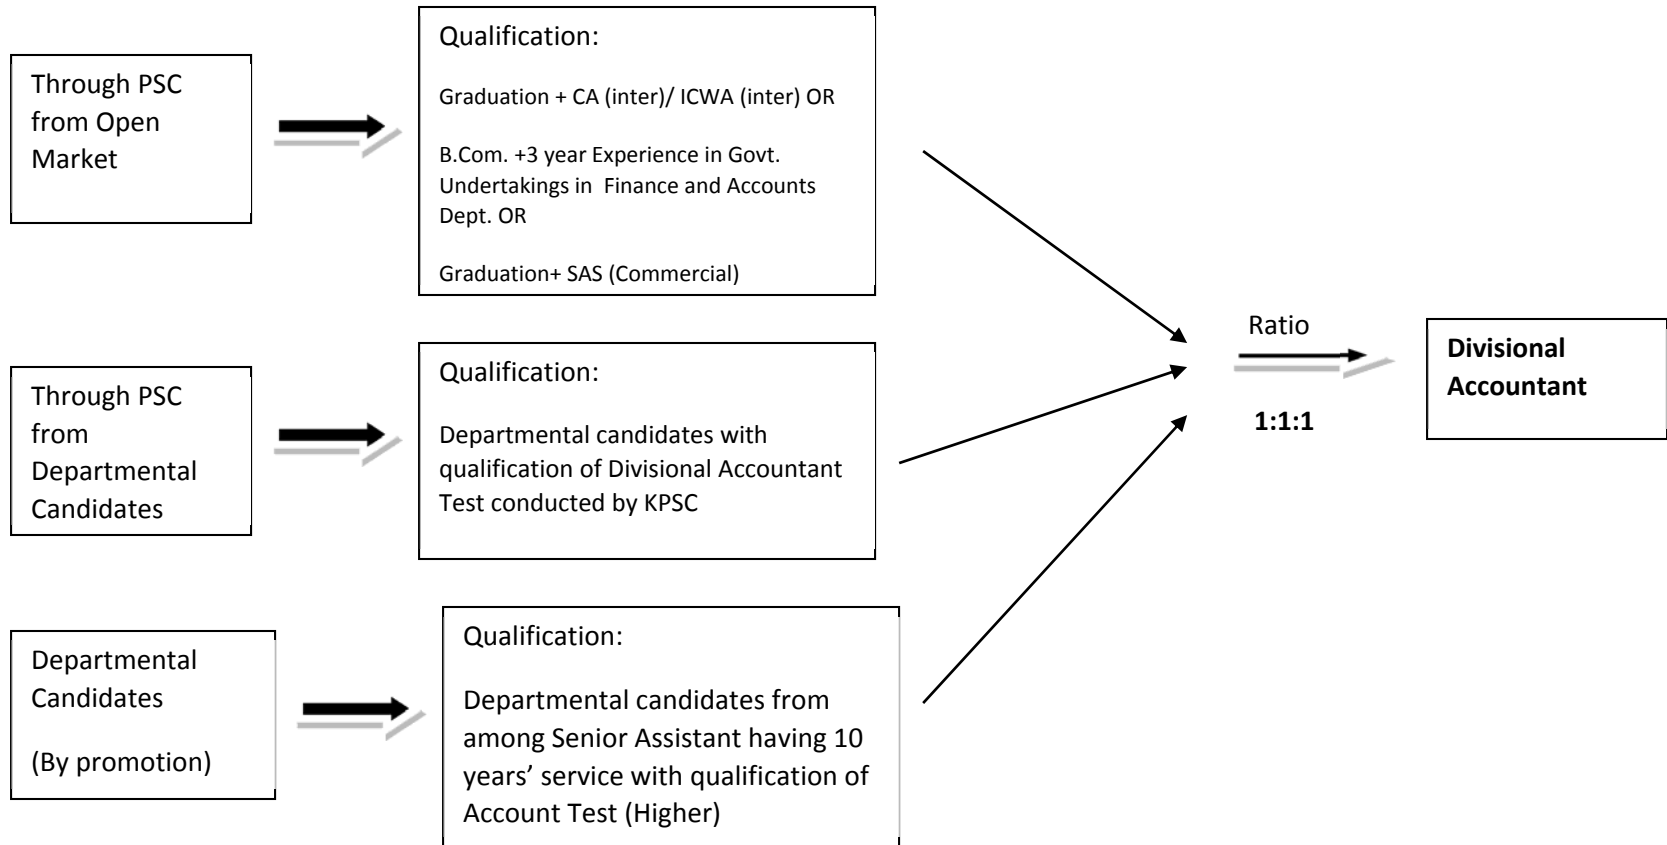 Through PSC
from Open
Market
Qualification:
Graduation + CA (inter)/ ICWA (inter) OR
B.Com. +3 year Experience in Govt.
Undertakings in Finance and Accounts
Dept. OR
Graduation+ SAS (Commercial)
Through PSC
from
Departmental
Candidates
Qualification:
Departmental candidates with
qualification of Divisional Accountant
Test conducted by KPSC
Departmental
Candidates
(By promotion)
Qualification:
Departmental candidates from
among Senior Assistant having 10
years’ service with qualification of
Account Test (Higher)
Ratio
1:1:1
Divisional
Accountant